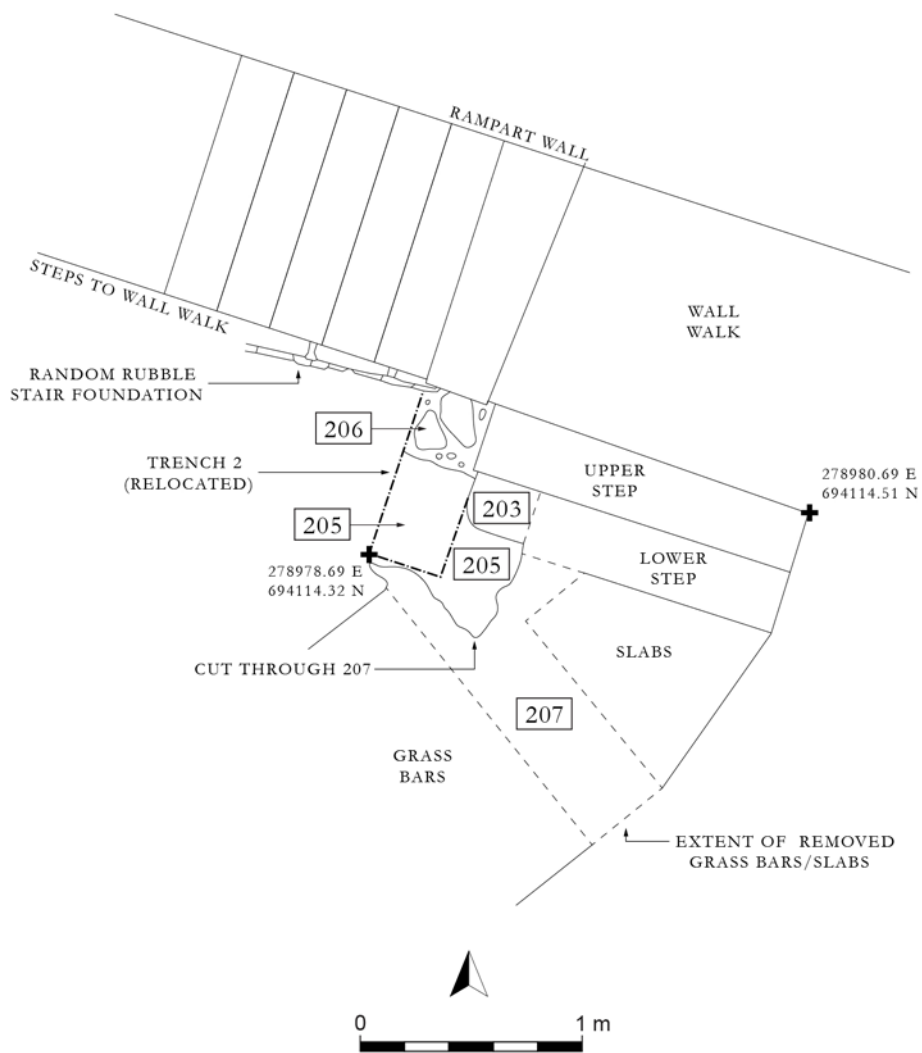 RAMPART WALL
STEPS TO WALL WALK
WALL
WALK
RANDOM RUBBLE
STAIR FOUNDATION
206
TRENCH 2
(RELOCATED)
UPPER
STEP
278980.69 E
694114.51 N
203
205
205
LOWER
STEP
278978.69 E
694114.32 N
SLABS
CUT THROUGH 207
207
GRASS
BARS
EXTENT OF REMOVED
GRASS BARS/SLABS
0
1 m